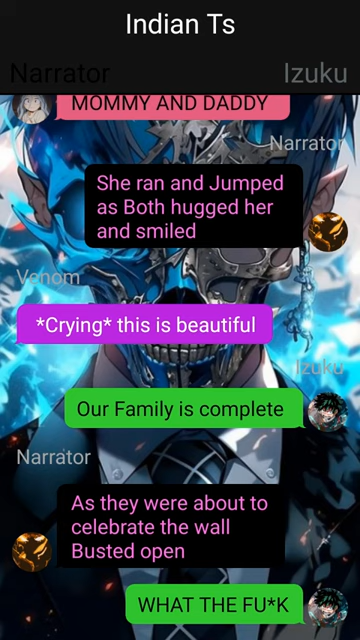 Indian Ts
Narrator
Izuku
MOMMY AND DADDY
Narrator
She ran and Jumped
as Both hugged her
and smiled
Venom
*Crying* this is beautiful
Izuku
Our Family is complete
Narrator
As they were about to
celebrate the wall
Busted open
WHAT THE FU*K